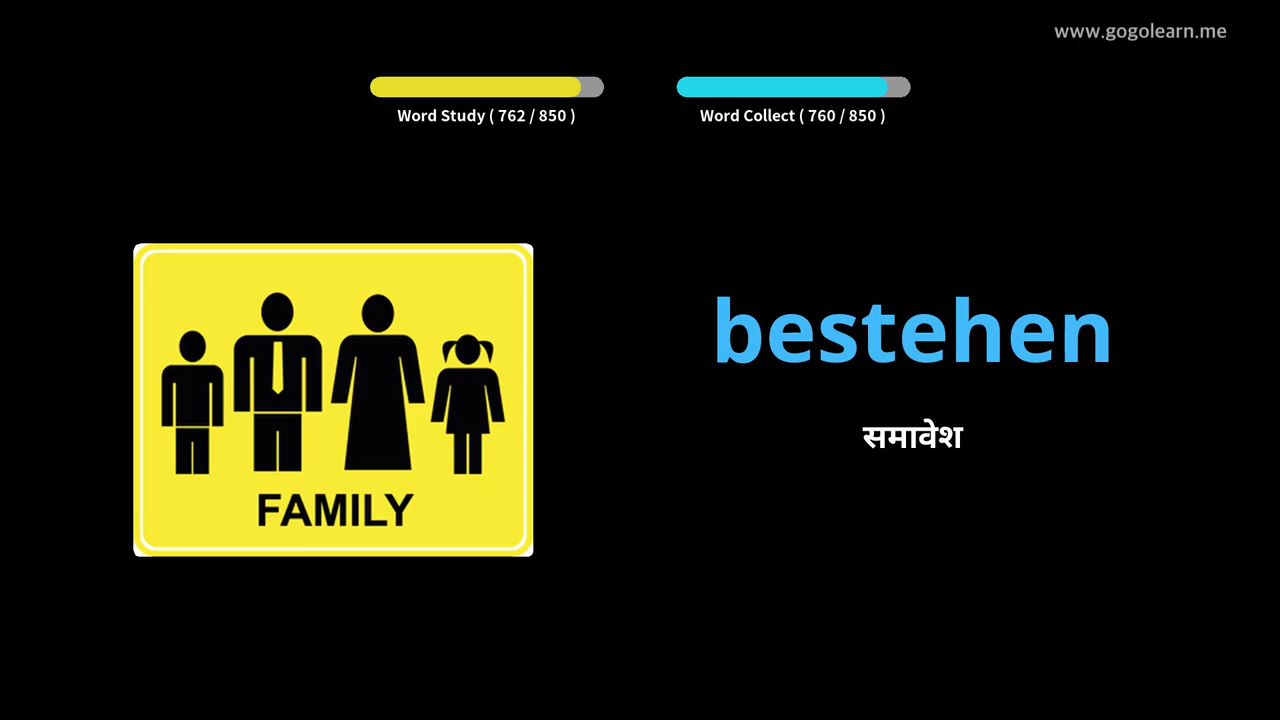 www.gogolearn.me
Word Study ( 762 / 850 )
Word Collect ( 760 / 850 )
bestehen
समावेश
FAMILY